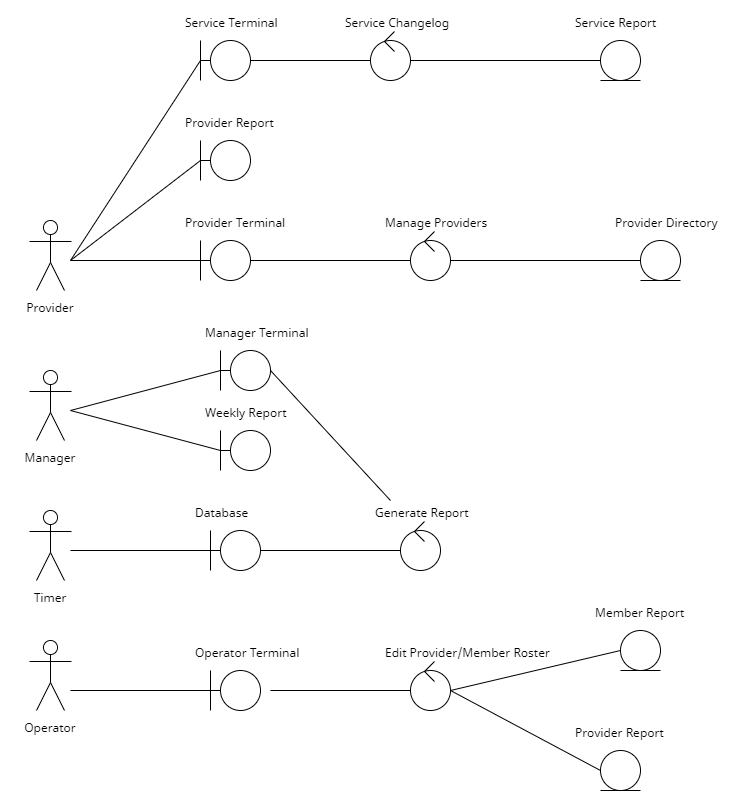 Service Terminal
Service Changelog
Service Report
Provider Report
Provider Terminal
Manage Providers
Provider Directory
Provider
Manager Terminal
Weekly Report
Manager
Database
Generate Report
Timer
Member Report
Operator Terminal
Edit Provider/Member Roster
Operator
Provider Report